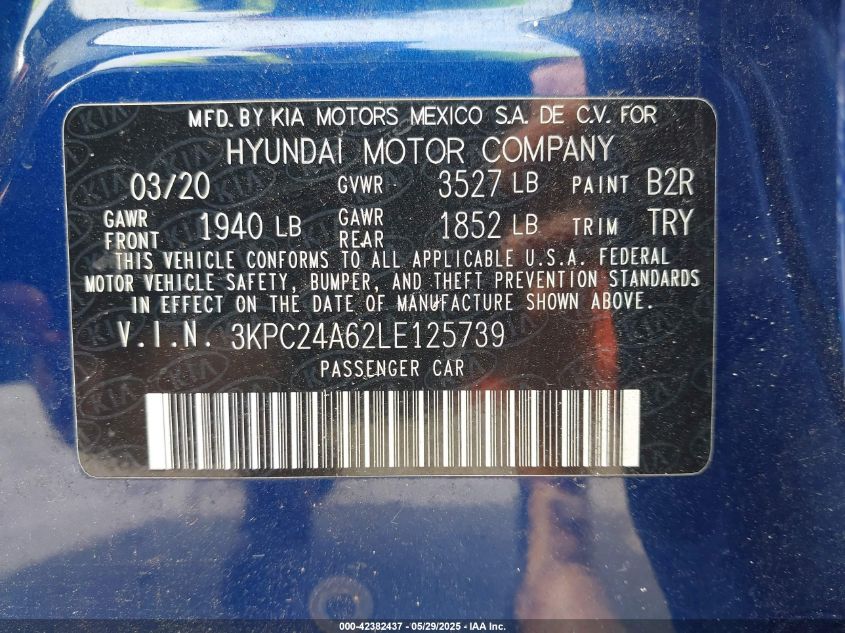 MFD. BY KIA MOTORS MEXICO S.A. DE C.V. FOR
HYUNDAI MOTOR COMPANY
03/20 GVWR 3527 LB PAINT B2R
GAWR FRONT 1940 LB GAWR REAR 1852 LB TRIM TRY
THIS VEHICLE CONFORMS TO ALL APPLICABLE U.S.A. FEDERAL
MOTOR VEHICLE SAFETY, BUMPER, AND THEFT PREVENTION STANDARDS
IN EFFECT ON THE DATE OF MANUFACTURE SHOWN ABOVE.
V.I.N. 3KPC24A62LE125739
PASSENGER CAR
000-42382437 - 05/29/2025 - IAA Inc.